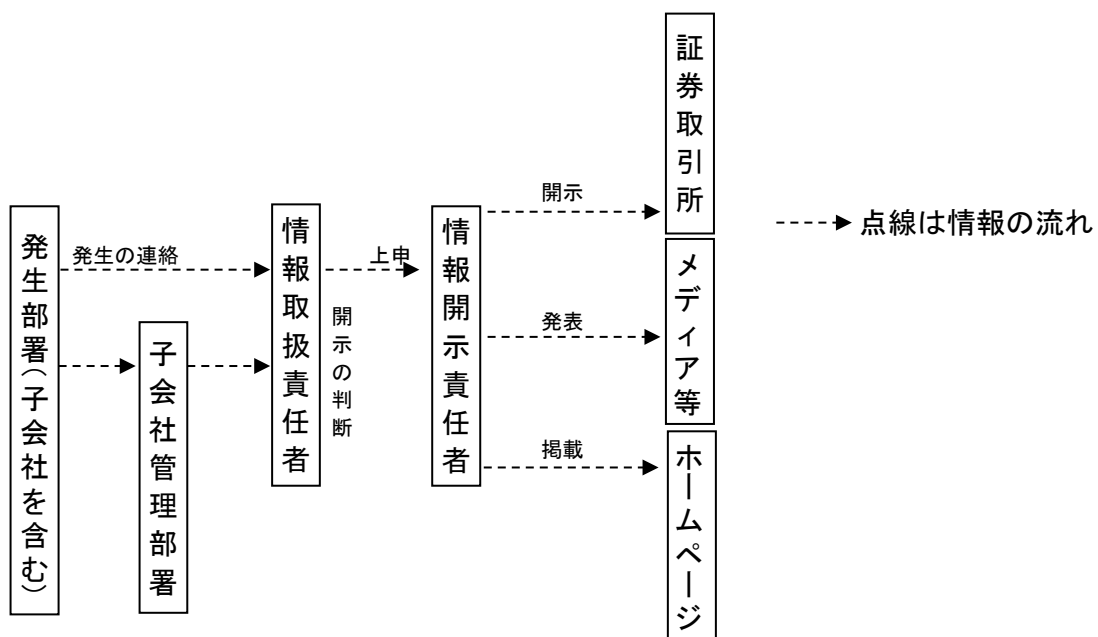 発生部署(子会社を含む)
発生の連絡
子会社管理部署
情報取扱責任者
上申
開示の判断
情報開示責任者
開示
発表
掲載
証券取引所
メディア等
ホームページ
点線は情報の流れ